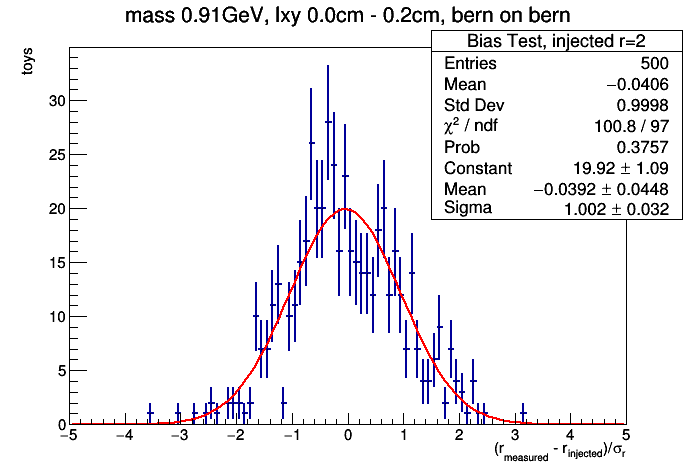 mass 0.91GeV, lxy 0.0cm - 0.2cm, bern on bern
Bias Test, injected r=2
Entries 500
Mean −0.0406
Std Dev 0.9998
χ² / ndf 100.8 / 97
Prob 0.3757
Constant 19.92 ± 1.09
Mean −0.0392 ± 0.0448
Sigma 1.002 ± 0.032
toys
30
25
20
15
10
5
0
−5 −4 −3 −2 −1 0 1 2 3 4 5
(r_measured - r_injected)/σ_r